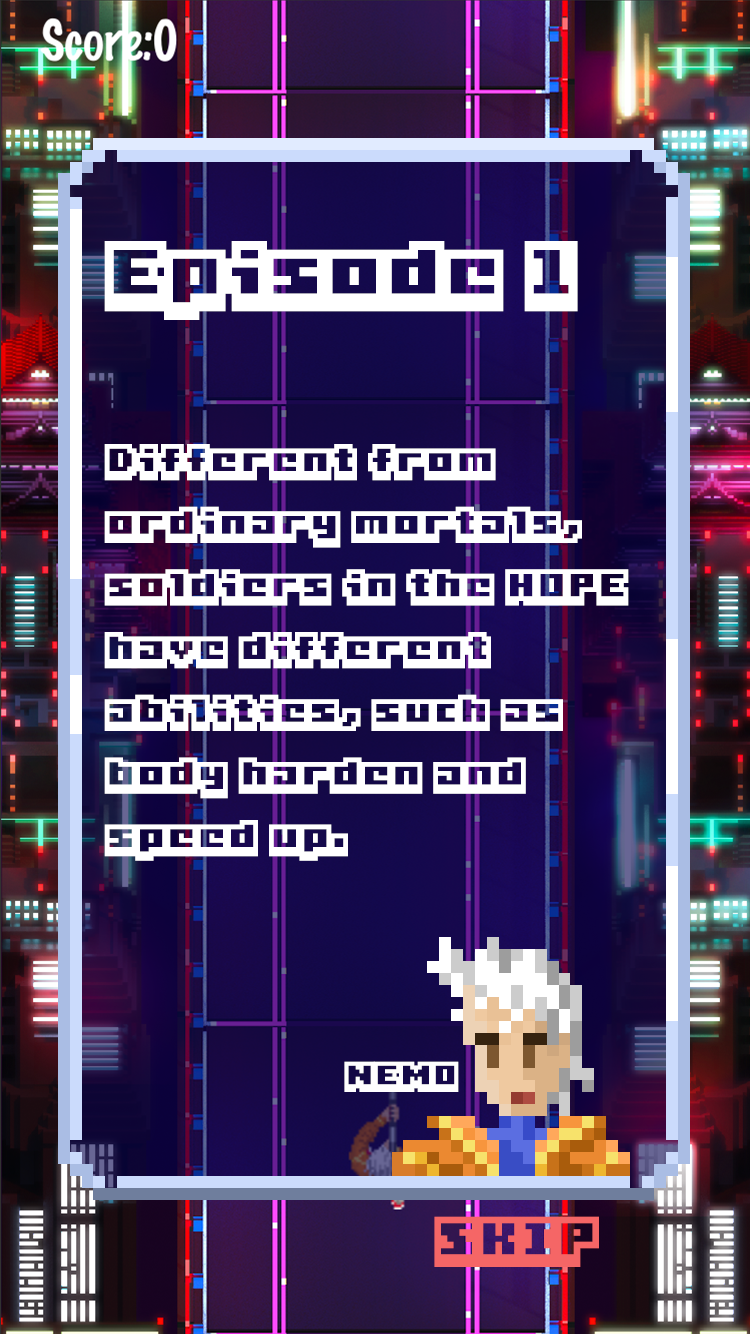 Score:0
Episode 1
Different from
ordinary mortals,
soldiers in the HOPE
have different
abilities, such as
body harden and
speed up.
NEMO
SKIP